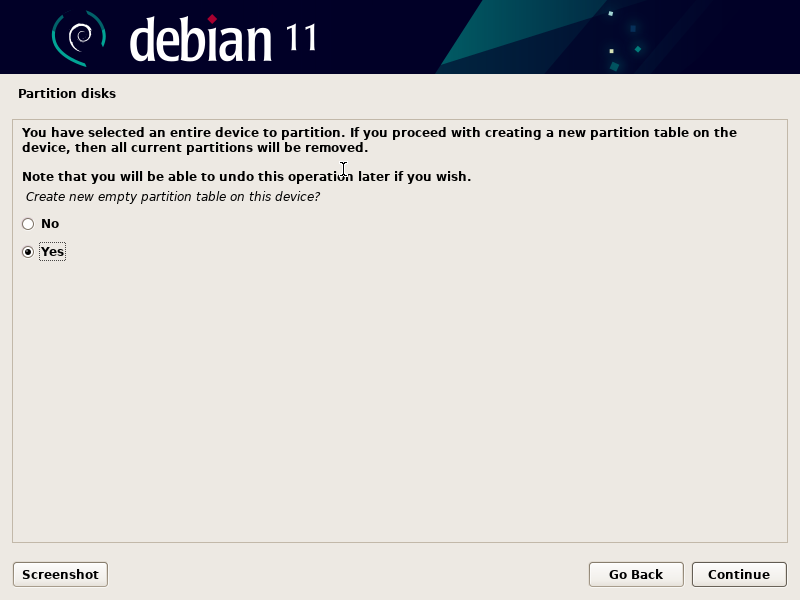 debian 11
Partition disks
You have selected an entire device to partition. If you proceed with creating a new partition table on the
device, then all current partitions will be removed.
Note that you will be able to undo this operation later if you wish.
Create new empty partition table on this device?
No
Yes
Screenshot
Go Back
Continue